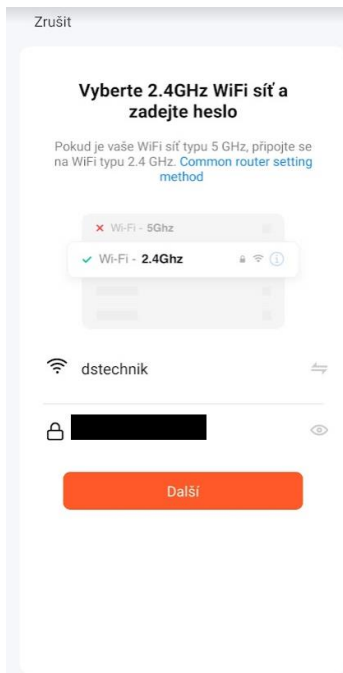 Zrušit
Vyberte 2.4GHz WiFi síť a
zadejte heslo
Pokud je vaše WiFi síť typu 5 GHz, připojte se
na WiFi typu 2.4 GHz. Common router setting
method
Wi-Fi - 5Ghz
Wi-Fi - 2.4Ghz
dstechnik
Další